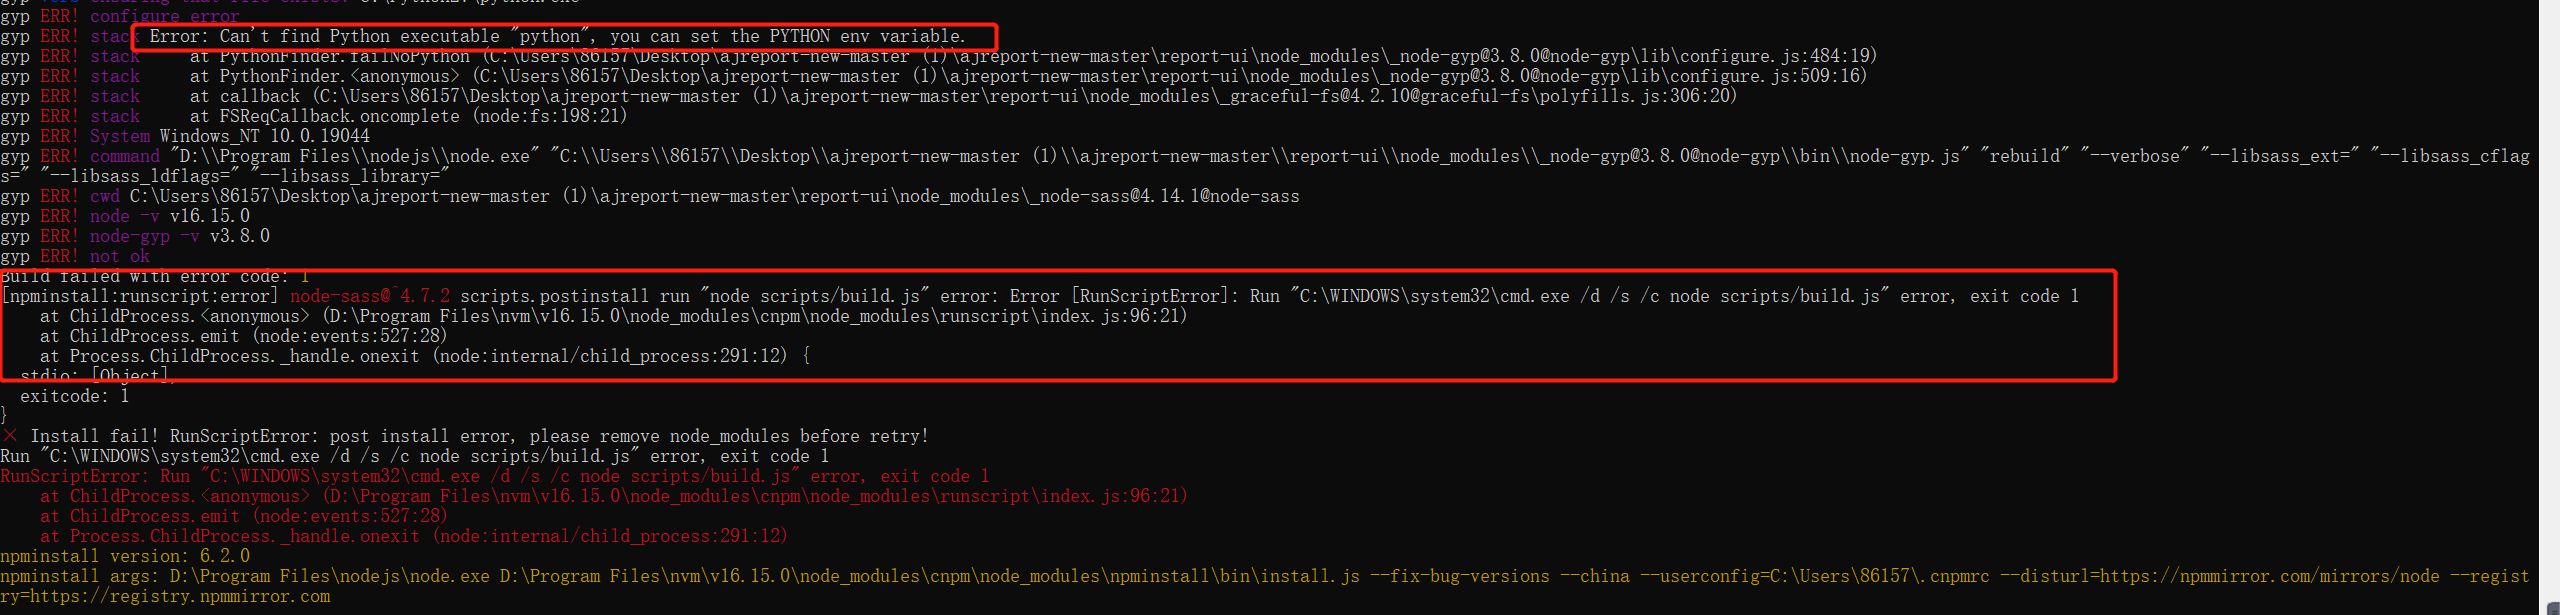 gyp ERR! configure error
gyp ERR! stack Error: Can't find Python executable "python", you can set the PYTHON env variable.
gyp ERR! stack     at PythonFinder.failNoPython (C:\Users\86157\Desktop\ajreport-new-master (1)\ajreport-new-master\report-ui\node_modules\_node-gyp@3.8.0@node-gyp\lib\configure.js:484:19)
gyp ERR! stack     at PythonFinder.<anonymous> (C:\Users\86157\Desktop\ajreport-new-master (1)\ajreport-new-master\report-ui\node_modules\_node-gyp@3.8.0@node-gyp\lib\configure.js:509:16)
gyp ERR! stack     at callback (C:\Users\86157\Desktop\ajreport-new-master (1)\ajreport-new-master\report-ui\node_modules\_graceful-fs@4.2.10@graceful-fs\polyfills.js:306:20)
gyp ERR! stack     at FSReqCallback.oncomplete (node:fs:198:21)
gyp ERR! System Windows_NT 10.0.19044
gyp ERR! command "D:\\Program Files\\nodejs\\node.exe" "C:\\Users\\86157\\Desktop\\ajreport-new-master (1)\\ajreport-new-master\\report-ui\\node_modules\\_node-gyp@3.8.0@node-gyp\\bin\\node-gyp.js" "rebuild" "--verbose" "--libsass_ext=" "--libsass_cflag
s=" "--libsass_ldflags=" "--libsass_library="
gyp ERR! cwd C:\Users\86157\Desktop\ajreport-new-master (1)\ajreport-new-master\report-ui\node_modules\_node-sass@4.14.1@node-sass
gyp ERR! node -v v16.15.0
gyp ERR! node-gyp -v v3.8.0
gyp ERR! not ok
Build failed with error code: 1
[npminstall:runscript:error] node-sass@^4.7.2 scripts.postinstall run "node scripts/build.js" error: Error [RunScriptError]: Run "C:\WINDOWS\system32\cmd.exe /d /s /c node scripts/build.js" error, exit code 1
    at ChildProcess.<anonymous> (D:\Program Files\nvm\v16.15.0\node_modules\cnpm\node_modules\runscript\index.js:96:21)
    at ChildProcess.emit (node:events:527:28)
    at Process.ChildProcess._handle.onexit (node:internal/child_process:291:12) {
  stdio: [Object],
  exitcode: 1
}
× Install fail! RunScriptError: post install error, please remove node_modules before retry!
Run "C:\WINDOWS\system32\cmd.exe /d /s /c node scripts/build.js" error, exit code 1
RunScriptError: Run "C:\WINDOWS\system32\cmd.exe /d /s /c node scripts/build.js" error, exit code 1
    at ChildProcess.<anonymous> (D:\Program Files\nvm\v16.15.0\node_modules\cnpm\node_modules\runscript\index.js:96:21)
    at ChildProcess.emit (node:events:527:28)
    at Process.ChildProcess._handle.onexit (node:internal/child_process:291:12)
npminstall version: 6.2.0
npminstall args: D:\Program Files\nodejs\node.exe D:\Program Files\nvm\v16.15.0\node_modules\cnpm\node_modules\npminstall\bin\install.js --fix-bug-versions --china --userconfig=C:\Users\86157\.cnpmrc --disturl=https://npmmirror.com/mirrors/node --regist
ry=https://registry.npmmirror.com